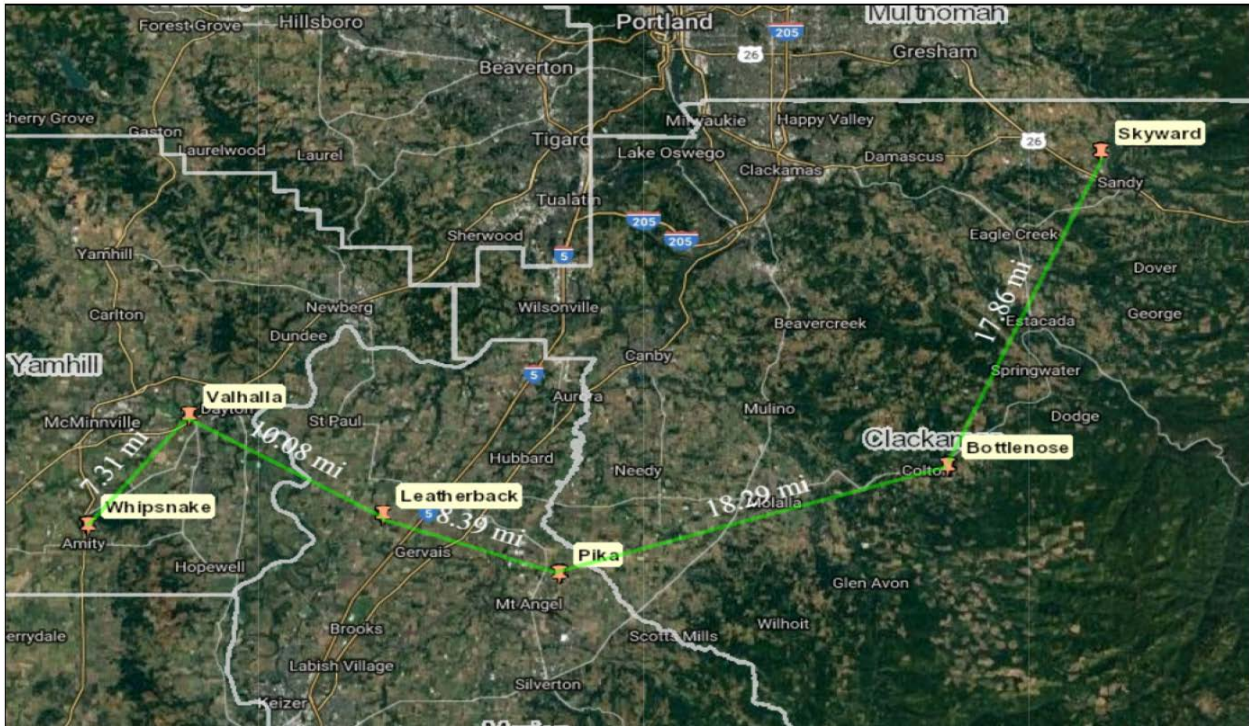 Multnomah
Hillsboro
Portland
Forest Grove
205
26
Gresham
Beaverton
Cherry Grove
Gaston
Tigard
Milwaukie
Happy Valley
26
Skyward
Laurelwood
Laurel
Lake Oswego
Clackamas
Damascus
Sandy
Tualatin
205
205
Eagle Creek
Sherwood
5
Yamhill
Dover
17.86 mi
Newberg
Wilsonville
Carlton
Estacada
George
Dundee
Beavercreek
Yamhill
Canby
Springwater
5
Valhalla
Aurora
Dayton
McMinnville
St Paul
Mulino
Dodge
7.31 mi
10.08 mi
Clackam
Bottlenose
Hubbard
Needy
Colton
Leatherback
Whipsnake
5
18.29 mi
Molalla
8.39 mi
Amity
Gervais
Pika
Hopewell
Glen Avon
Mt Angel
Brooks
Wilhoit
Scotts Mills
errydale
Labish Village
Silverton
Keizer